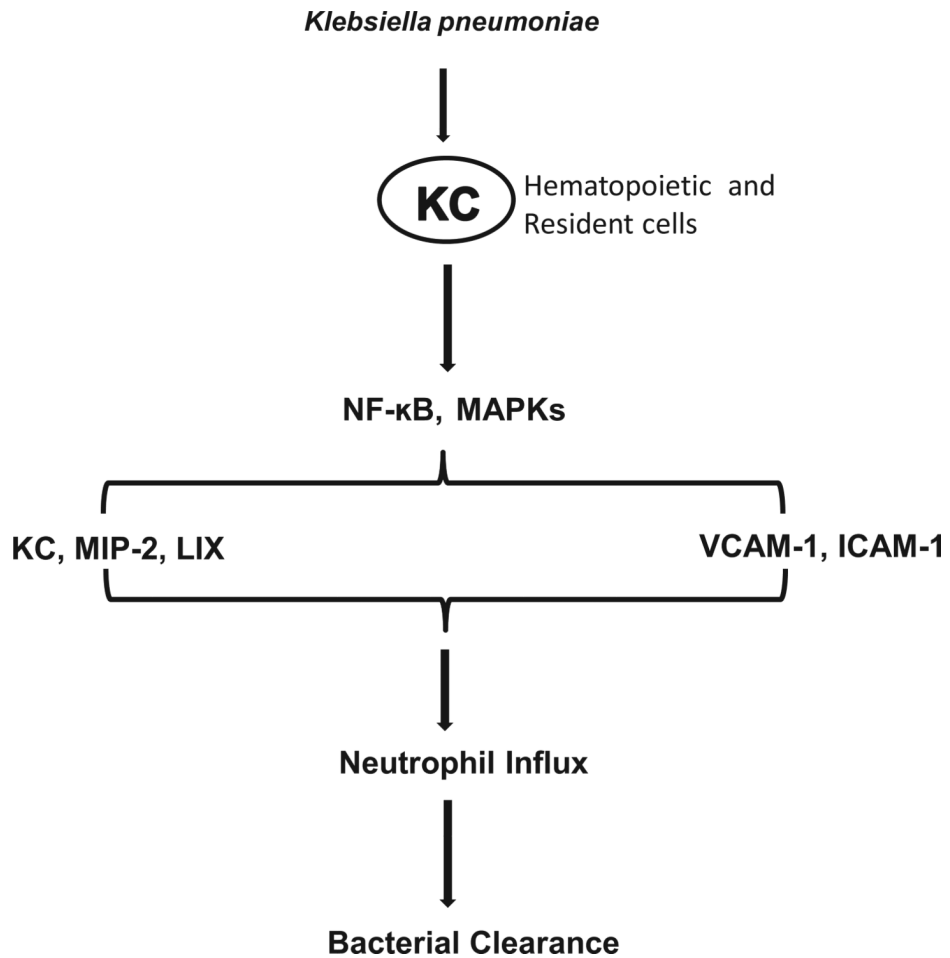 Klebsiella pneumoniae
KC
Hematopoietic and
Resident cells
NF-κB, MAPKs
KC, MIP-2, LIX
VCAM-1, ICAM-1
Neutrophil Influx
Bacterial Clearance